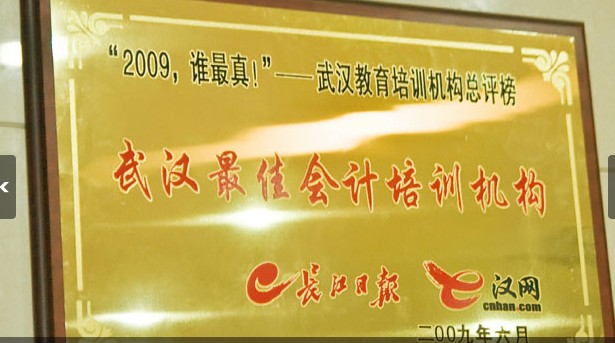 “2009，谁最真！”——武汉教育培训机构总评榜
武汉最佳会计培训机构
长江日报 汉网
cnhan.com
二00九年六月